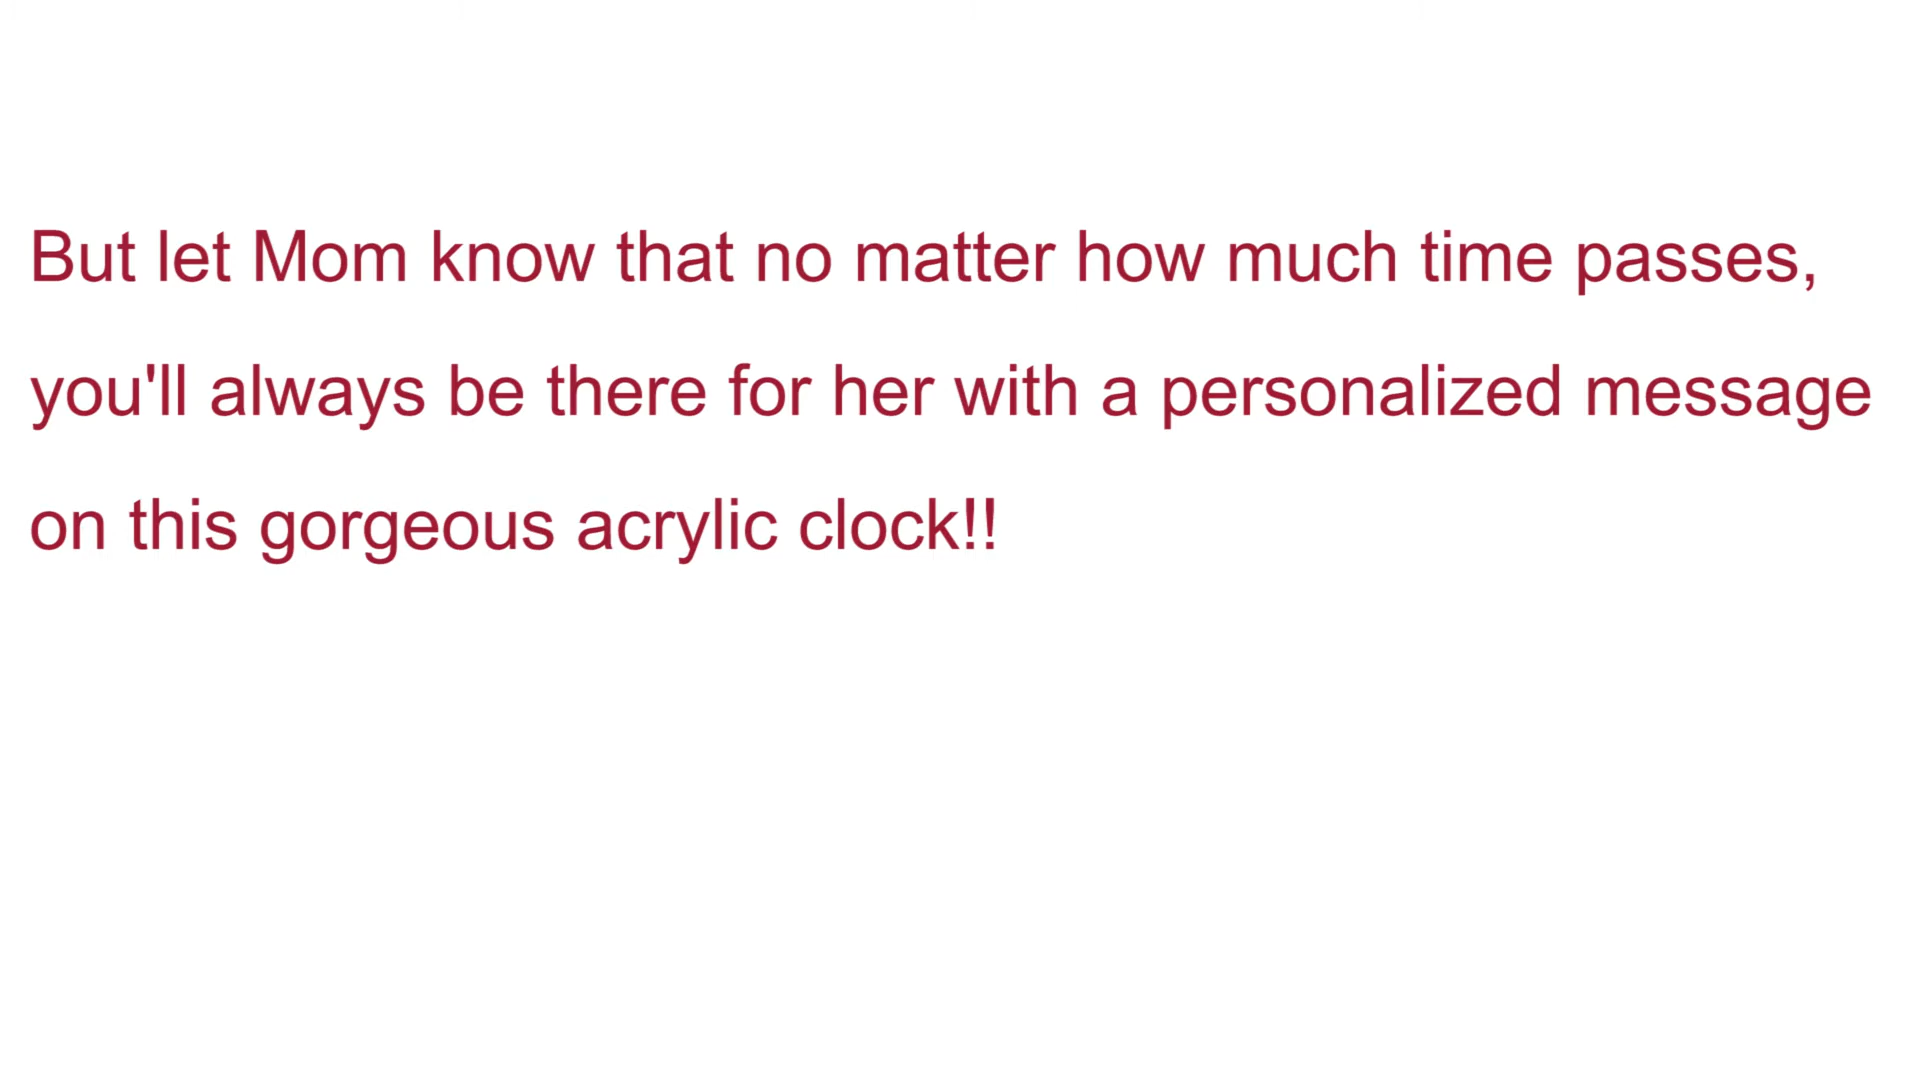 But let Mom know that no matter how much time passes,
you'll always be there for her with a personalized message
on this gorgeous acrylic clock!!